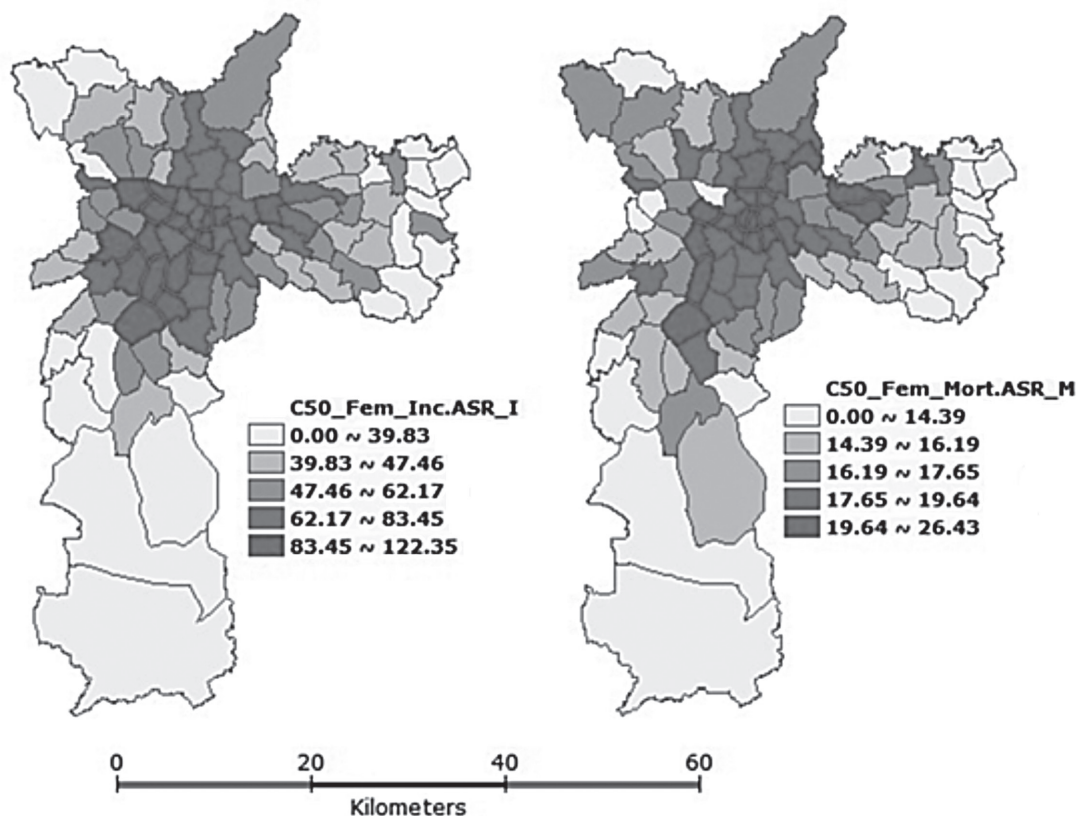 C50_Fem_Inc.ASR_I
0.00 ~ 39.83
39.83 ~ 47.46
47.46 ~ 62.17
62.17 ~ 83.45
83.45 ~ 122.35
C50_Fem_Mort.ASR_M
0.00 ~ 14.39
14.39 ~ 16.19
16.19 ~ 17.65
17.65 ~ 19.64
19.64 ~ 26.43
0 20 40 60
Kilometers